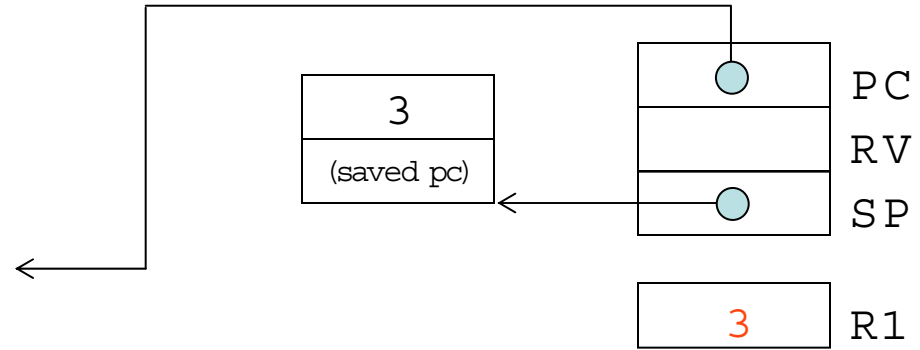 PC
3
RV
(saved pc)
SP
3 R1